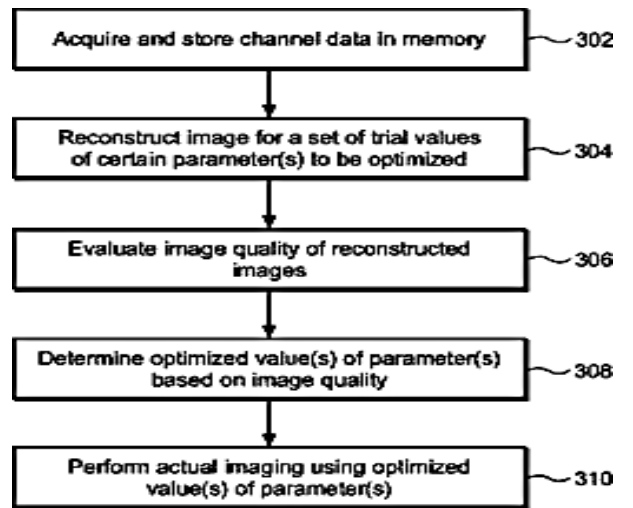 Acquire and store channel data in memory
302
Reconstruct image for a set of trial values
of certain parameter(s) to be optimized
304
Evaluate image quality of reconstructed
images
306
Determine optimized value(s) of parameter(s)
based on image quality
308
Perform actual imaging using optimized
value(s) of parameter(s)
310